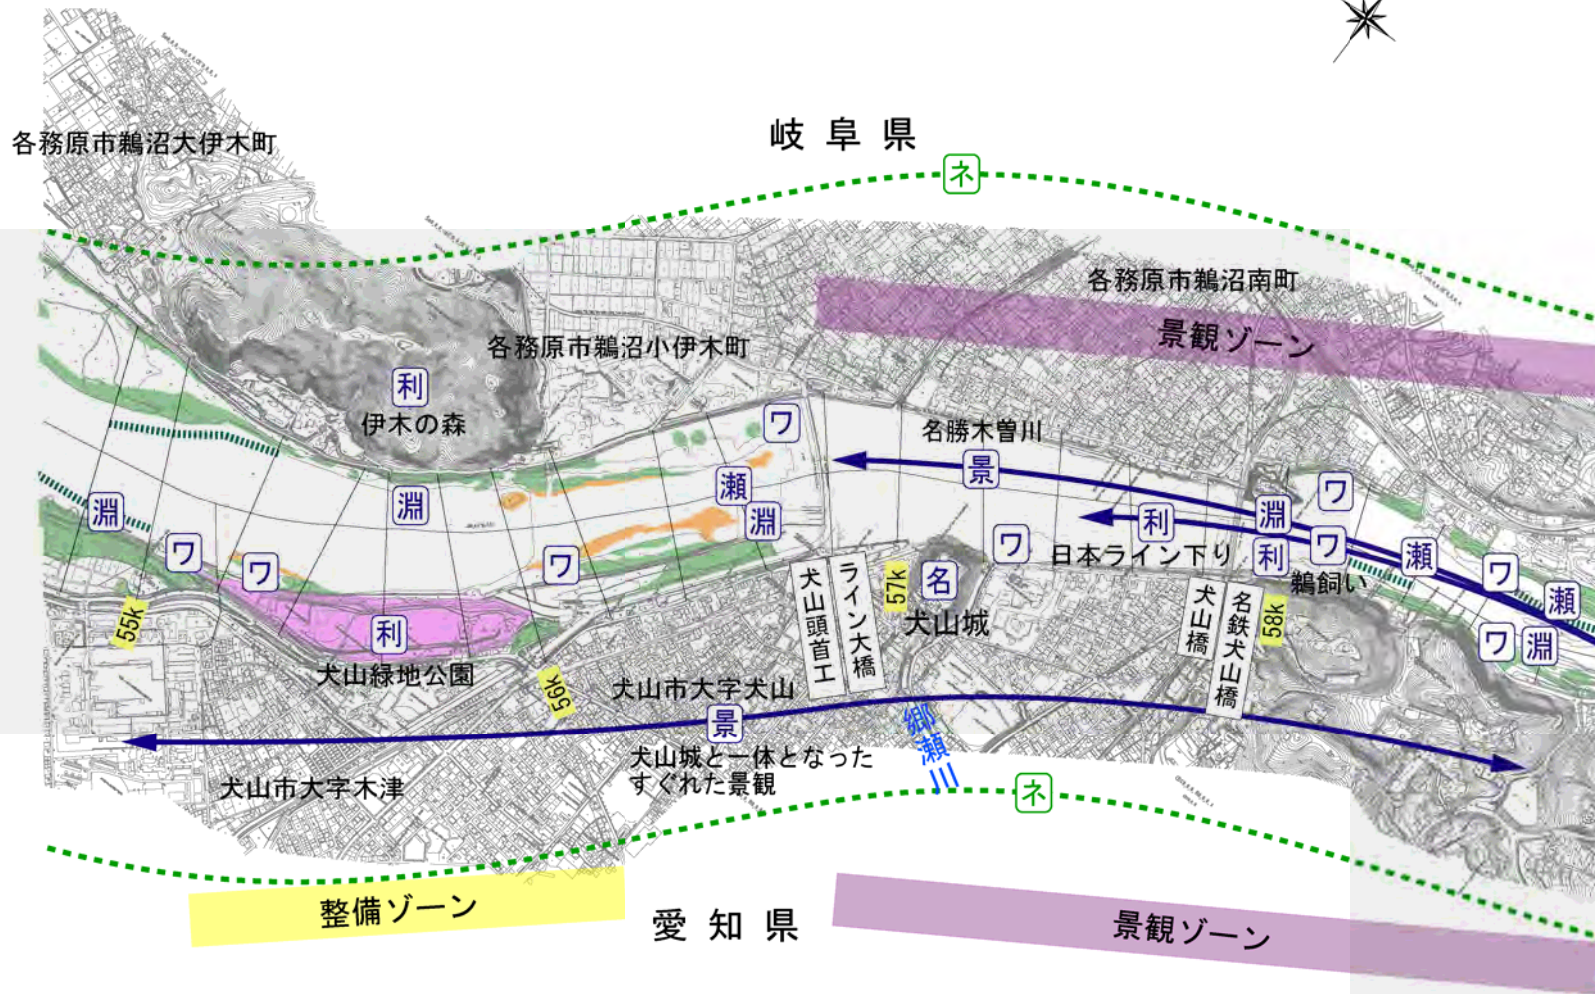 岐阜県
ネ
各務原市鵜沼大伊木町
各務原市鵜沼南町
景観ゾーン
各務原市鵜沼小伊木町
利
伊木の森
ワ
名勝木曽川
景
瀬
淵
淵
淵
ワ
ワ
ワ
ワ
利
日本ライン下り
淵
ワ
利
ワ
鵜飼い
瀬
ワ
瀬
ワ
淵
55k
利
犬山緑地公園
56k
犬山頭首工
ライン大橋
57k
名
犬山城
犬山橋
名鉄犬山橋
58k
犬山市大字犬山
景
犬山城と一体となった
すぐれた景観
郷瀬川
犬山市大字木津
ネ
整備ゾーン
愛知県
景観ゾーン